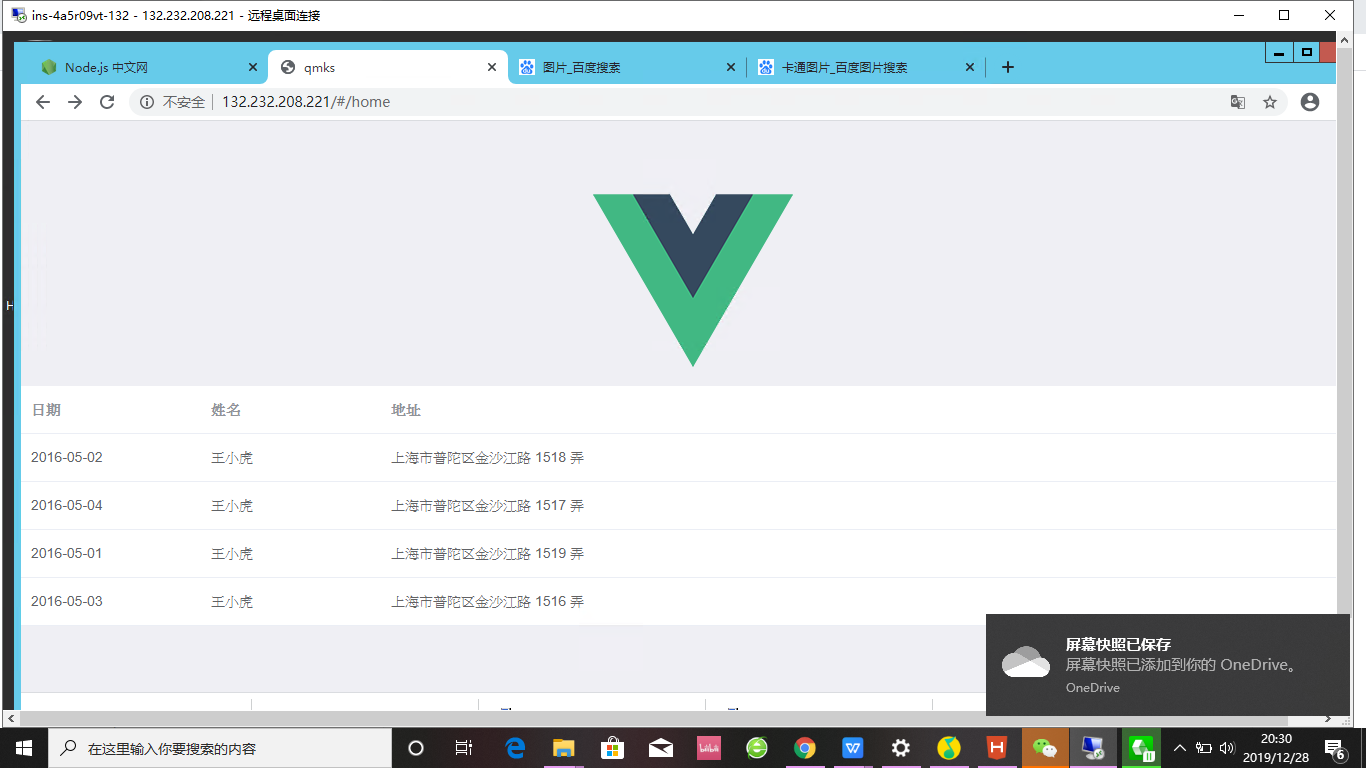 ins-4a5r09vt-132 - 132.232.208.221 - 远程桌面连接
Node.js 中文网
qmks
图片_百度搜索
卡通图片_百度图片搜索
不安全
132.232.208.221/#/home
H
日期 姓名 地址
2016-05-02 王小虎 上海市普陀区金沙江路 1518 弄
2016-05-04 王小虎 上海市普陀区金沙江路 1517 弄
2016-05-01 王小虎 上海市普陀区金沙江路 1519 弄
2016-05-03 王小虎 上海市普陀区金沙江路 1516 弄
屏幕快照已保存
屏幕快照已添加到你的 OneDrive。
OneDrive
在这里输入你要搜索的内容
20:30
2019/12/28
6